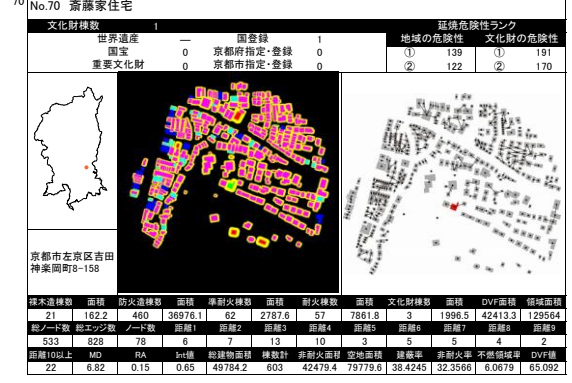 70
No.70 斎藤家住宅
文化財棟数 1 延焼危険性ランク
世界遺産 ― 国登録 1 地域の危険性 文化財の危険性
国宝 0 京都府指定・登録 0 ① 139 ① 191
重要文化財 0 京都市指定・登録 0 ② 122 ② 170
京都市左京区吉田
神楽岡町8-158
裸木造棟数 面積 防火造棟数 面積 準耐火棟数 面積 耐火棟数 面積 文化財棟数 面積 DVF面積 領域面積
21 162.2 460 36976.1 62 2787.6 57 7861.8 3 1996.5 42413.3 129564
総ノード数 総エッジ数 ノード数 距離1 距離2 距離3 距離4 距離5 距離6 距離7 距離8 距離9
533 828 78 6 7 13 10 3 5 5 4 2
距離10以上 MD RA Int値 総建物面積 棟数計 非耐火面積 空地面積 建蔽率 非耐火率 不燃領域率 DVF値
22 6.82 0.15 0.65 49784.2 603 42479.4 79779.6 38.4245 32.3566 6.0679 65.092